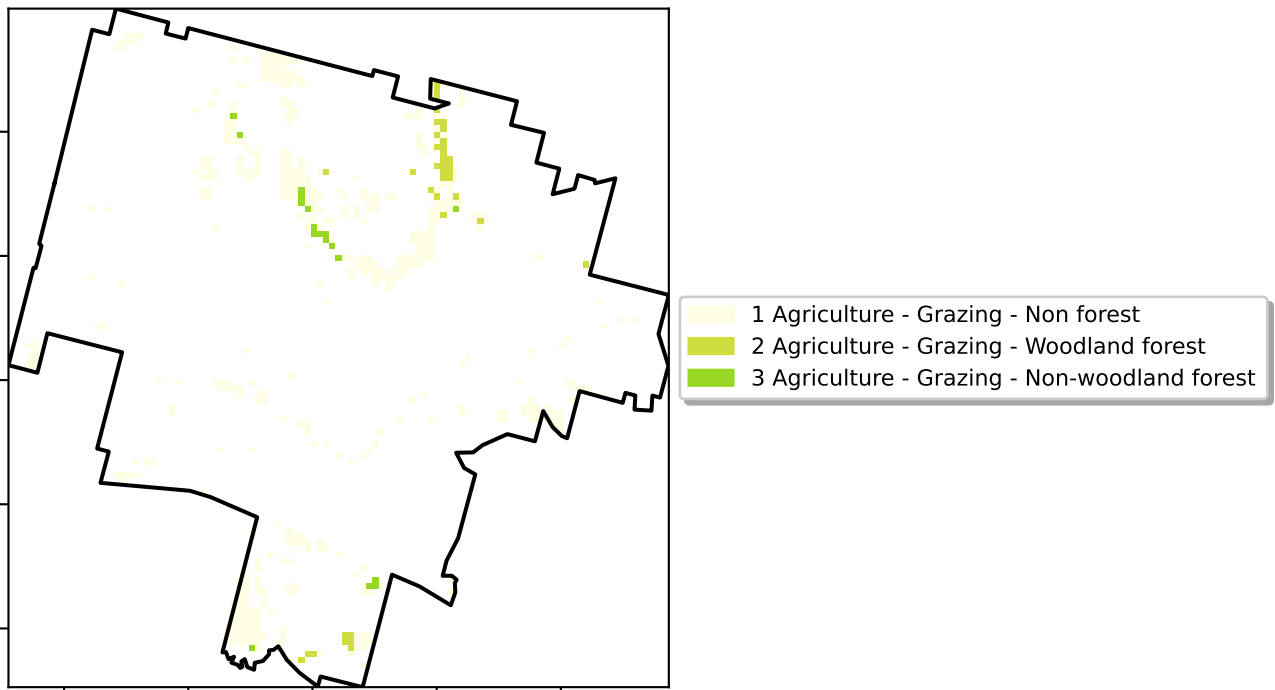 1 Agriculture - Grazing - Non forest
2 Agriculture - Grazing - Woodland forest
3 Agriculture - Grazing - Non-woodland forest